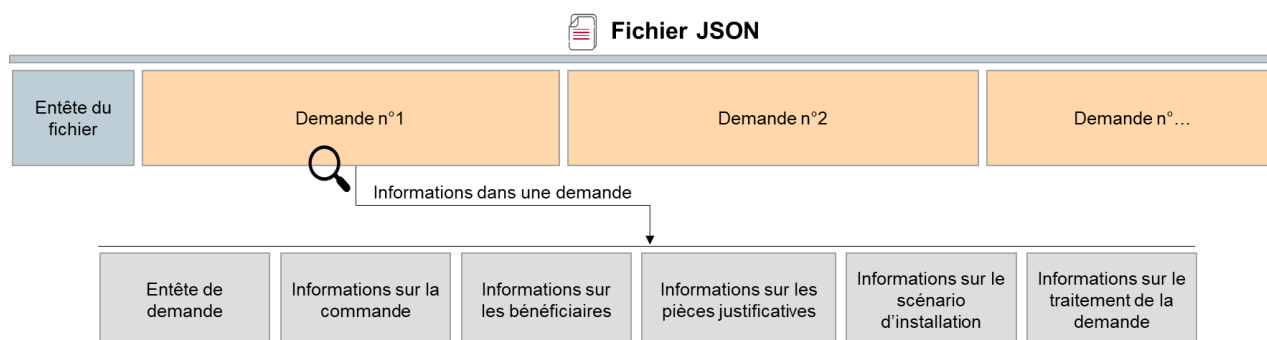 Fichier JSON
Entête du
fichier
Demande n°1
Demande n°2
Demande n°…
Informations dans une demande
Entête de
demande
Informations sur la
commande
Informations sur
les bénéficiaires
Informations sur les
pièces justificatives
Informations sur le
scénario
d’installation
Informations sur le
traitement de la
demande